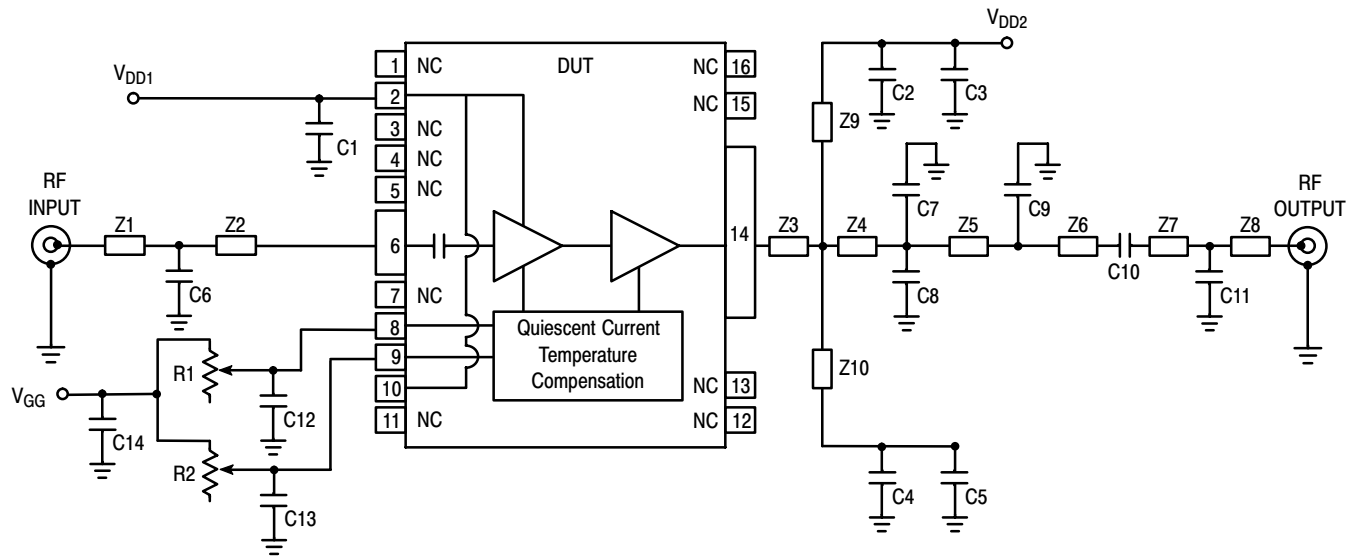 V_DD1
C1
RF
INPUT
Z1
Z2
C6
V_GG
C14
R1
R2
C12
C13
DUT
1 NC
2
3 NC
4 NC
5 NC
6
7 NC
8
9
10
11 NC
NC 16
NC 15
14
NC 13
NC 12
Quiescent Current
Temperature
Compensation
V_DD2
C2
C3
Z9
Z3
Z4
C7
C8
Z5
C9
Z6
C10
Z7
C11
Z8
RF
OUTPUT
Z10
C4
C5